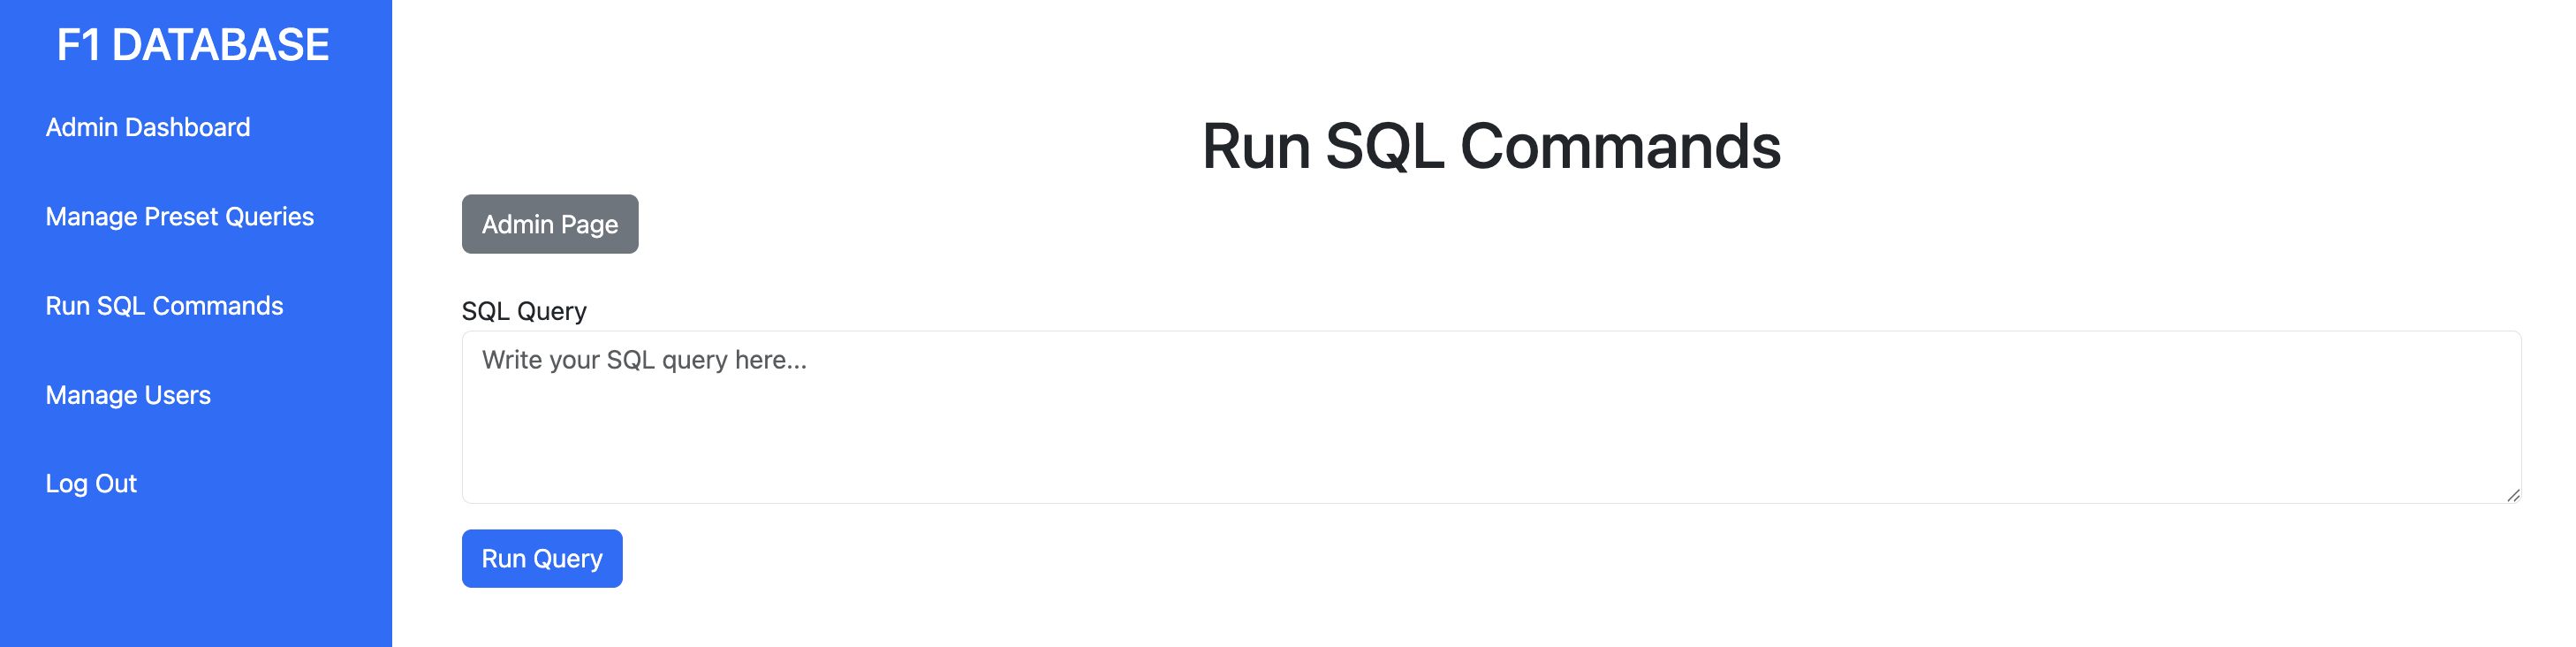 F1 DATABASE
Admin Dashboard
Manage Preset Queries
Run SQL Commands
Manage Users
Log Out
Run SQL Commands
Admin Page
SQL Query
Write your SQL query here...
Run Query